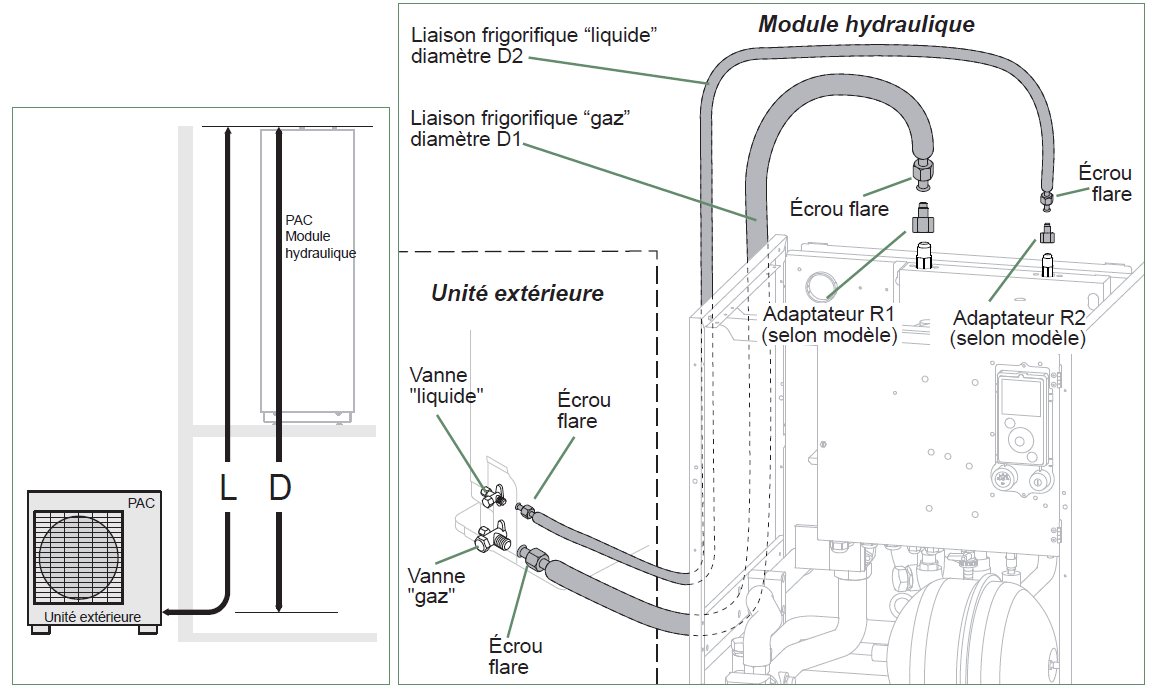 PAC
Module
hydraulique
L
D
PAC
Unité extérieure
Module hydraulique
Liaison frigorifique “liquide”
diamètre D2
Liaison frigorifique “gaz”
diamètre D1
Écrou
flare
Écrou flare
Unité extérieure
Adaptateur R1
(selon modèle)
Adaptateur R2
(selon modèle)
Vanne
"liquide"
Écrou
flare
Vanne
"gaz"
Écrou
flare